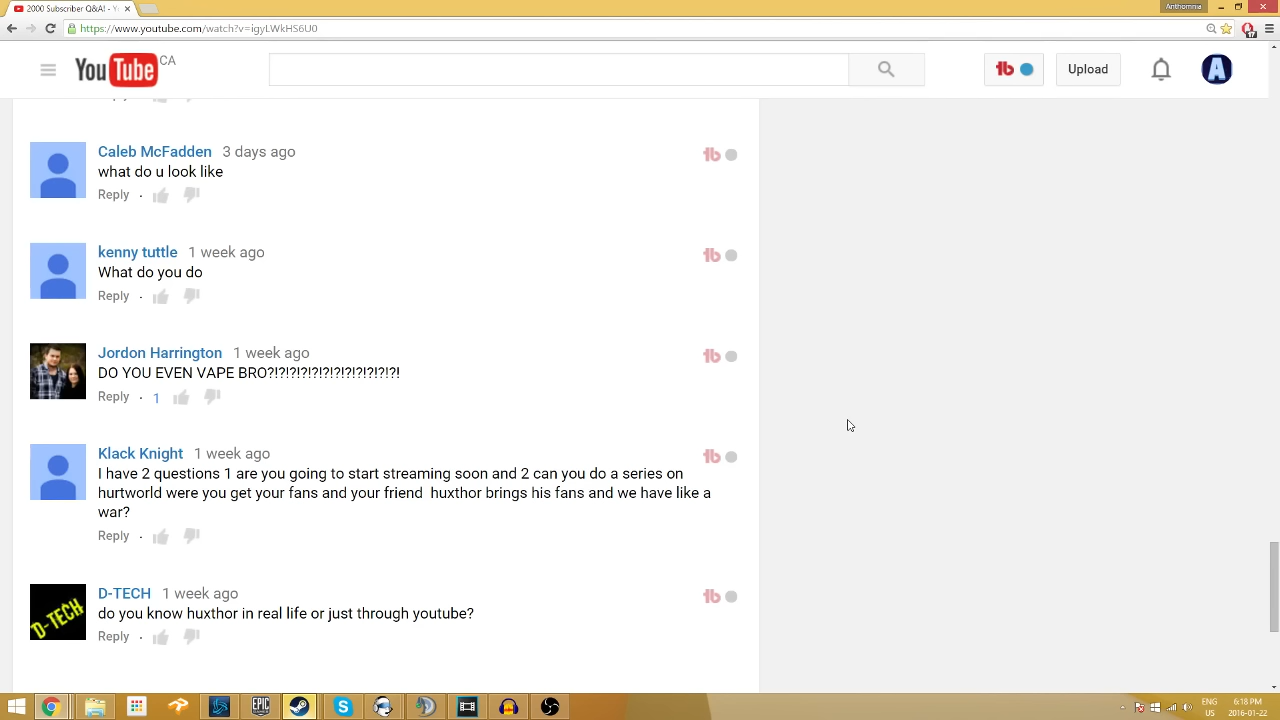 2000 Subscriber Q&A! - Y
Anthomnia
https://www.youtube.com/watch?v=igyLWkHS6U0
YouTube CA
Upload
A
Caleb McFadden 3 days ago
what do u look like
Reply
kenny tuttle 1 week ago
What do you do
Reply
Jordon Harrington 1 week ago
DO YOU EVEN VAPE BRO?!?!?!?!?!?!?!?!?!?!?!?!?!?!
Reply · 1
Klack Knight 1 week ago
I have 2 questions 1 are you going to start streaming soon and 2 can you do a series on
hurtworld were you get your fans and your friend huxthor brings his fans and we have like a
war?
Reply
D-TECH
D-TECH 1 week ago
do you know huxthor in real life or just through youtube?
Reply
EPIC GAMES
ENG
US
6:18 PM
2016-01-22